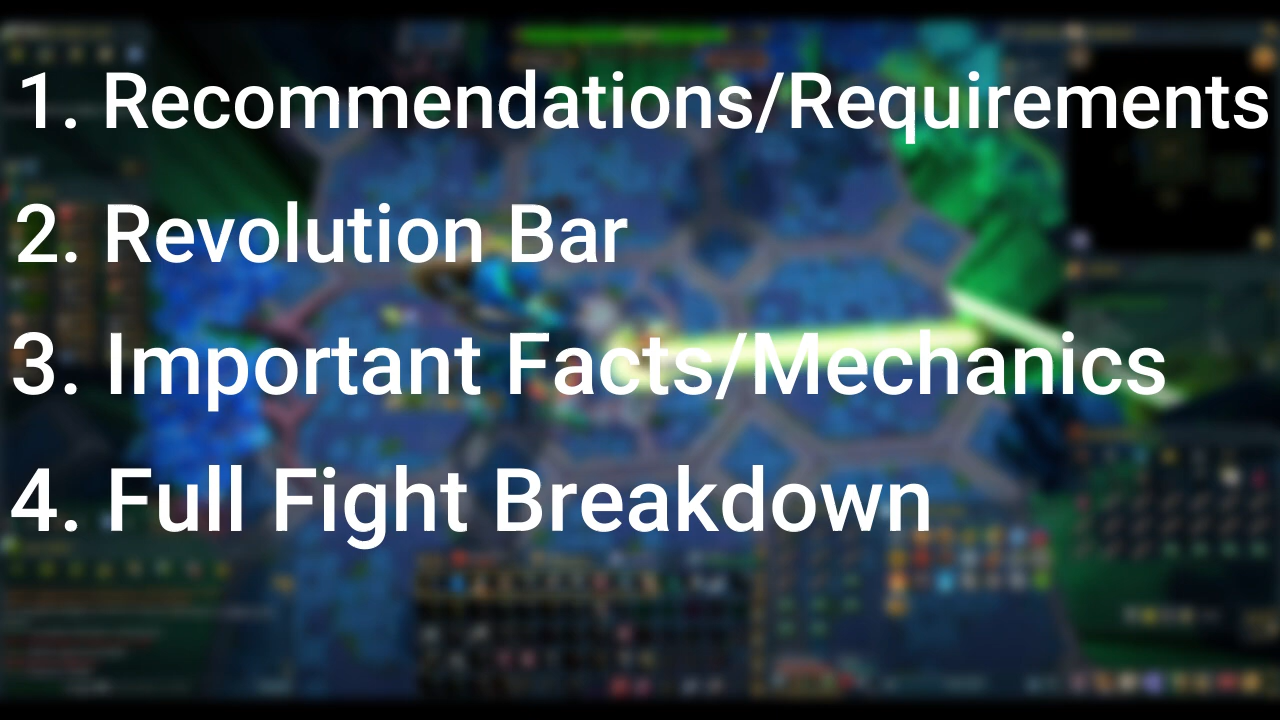 1. Recommendations/Requirements
2. Revolution Bar
3. Important Facts/Mechanics
4. Full Fight Breakdown